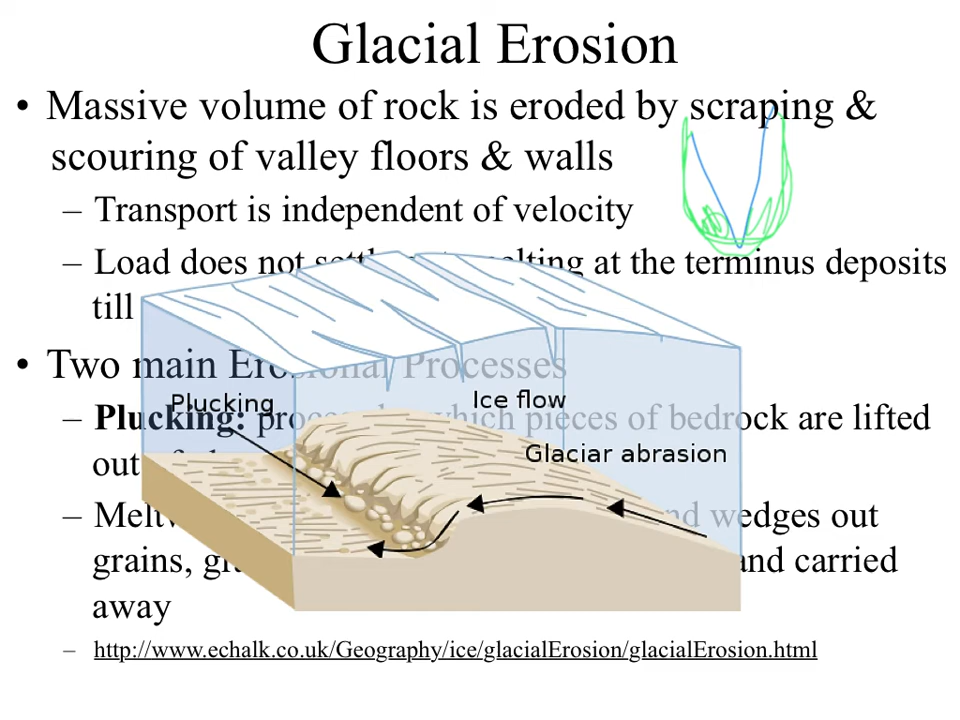 Glacial Erosion
• Massive volume of rock is eroded by scraping &
scouring of valley floors & walls
– Transport is independent of velocity
– Load does not melting at the terminus deposits
till
• Two main Erosional Processes
Plucking
Ice flow
– Plucking: which pieces of bedrock are lifted
Glaciar abrasion
out
– and wedges out
grains, and carried
away
– http://www.echalk.co.uk/Geography/ice/glacialErosion/glacialErosion.html